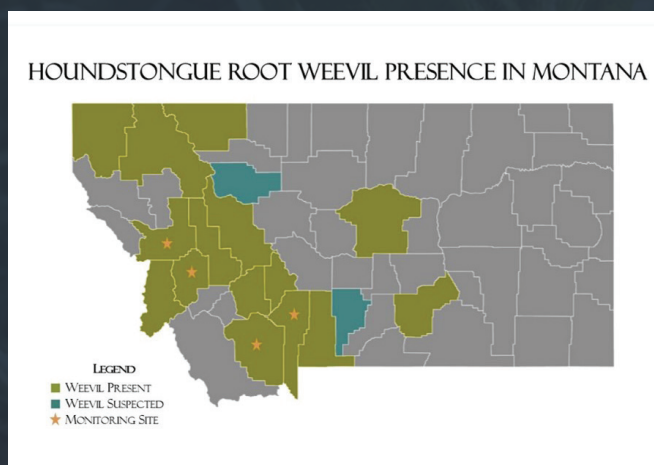 HOUNDSTONGUE ROOT WEEVIL PRESENCE IN MONTANA
LEGEND
WEEVIL PRESENT
WEEVIL SUSPECTED
MONITORING SITE